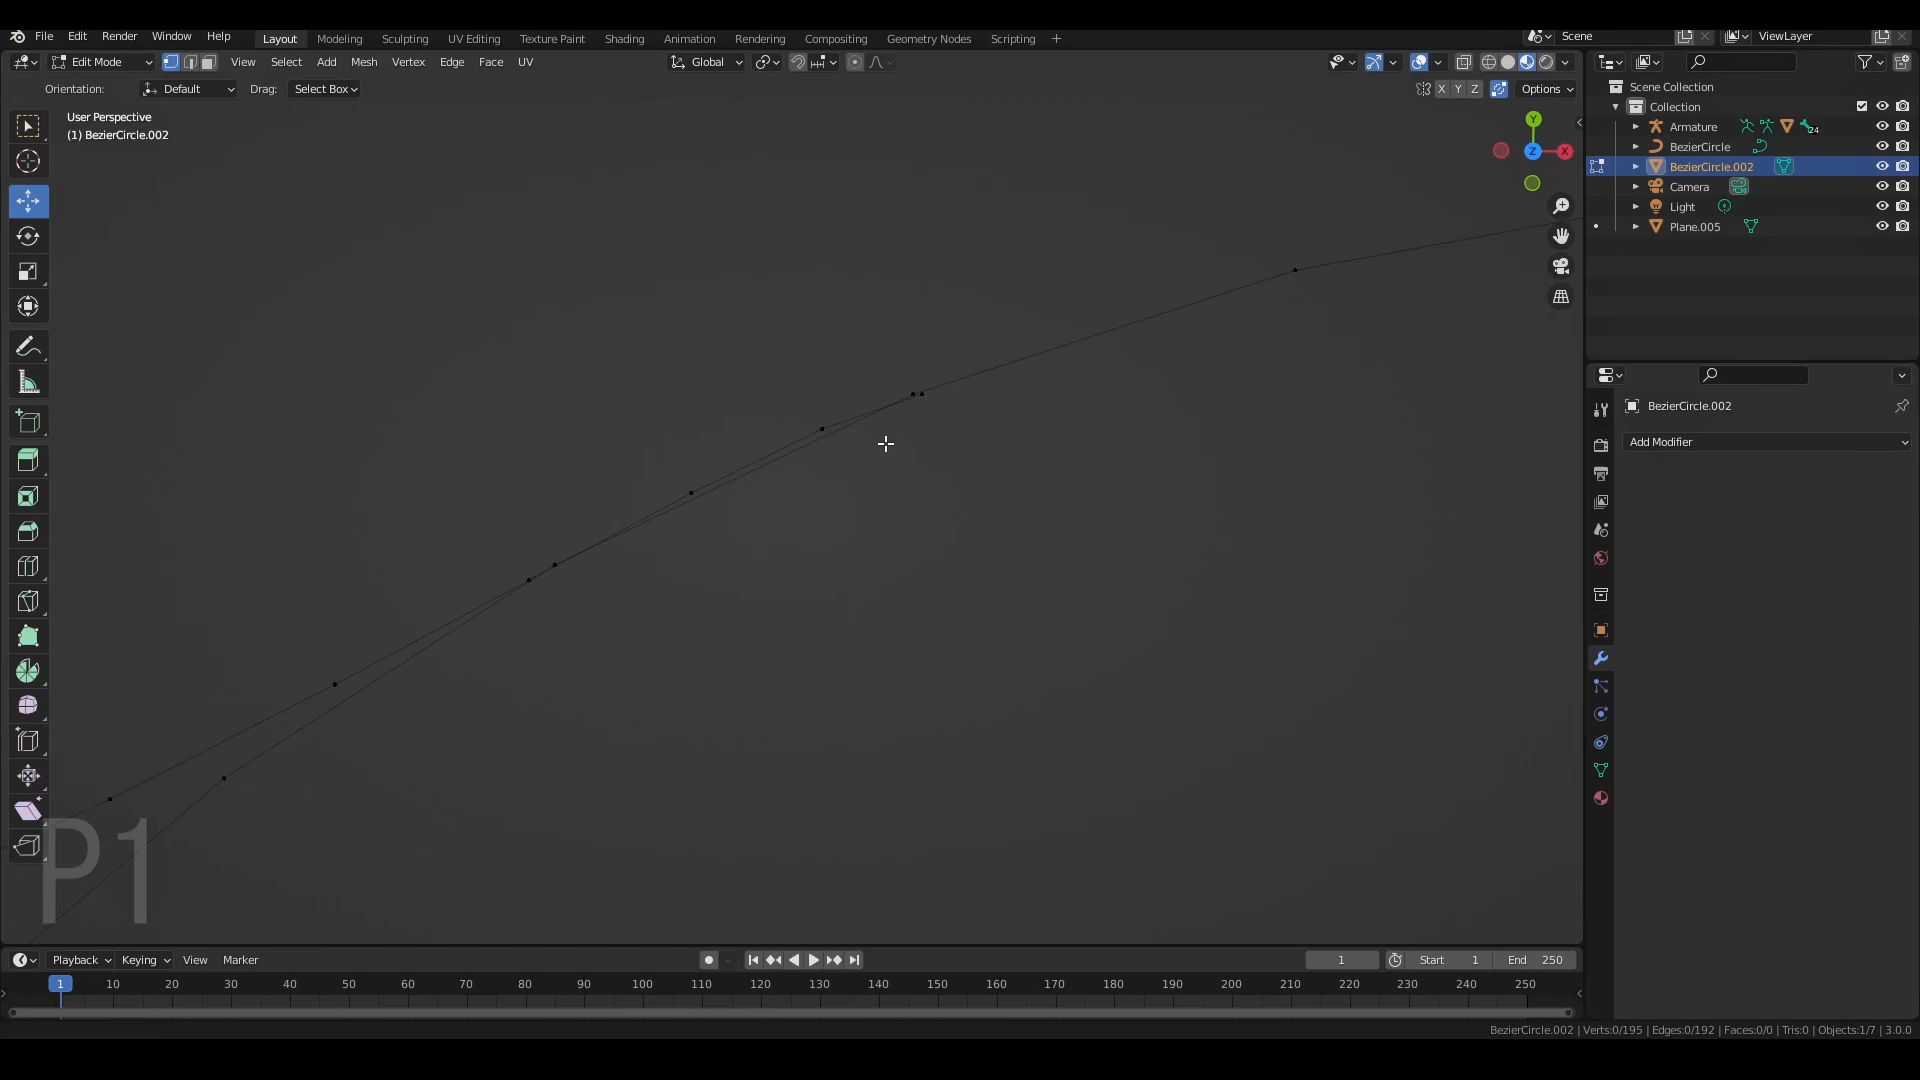 File Edit Render Window Help Layout Modeling Sculpting UV Editing Texture Paint Shading Animation Rendering Compositing Geometry Nodes Scripting + Scene ViewLayer
Edit Mode View Select Add Mesh Vertex Edge Face UV Global
Orientation: Default Drag: Select Box X Y Z Options
User Perspective
(1) BezierCircle.002
Y
Z
X
Scene Collection
Collection
Armature 24
BezierCircle
BezierCircle.002
Camera
Light
Plane.005
BezierCircle.002
Add Modifier
P1
Playback Keying View Marker 1 Start 1 End 250
1 10 20 30 40 50 60 70 80 90 100 110 120 130 140 150 160 170 180 190 200 210 220 230 240 250
BezierCircle.002 | Verts:0/195 | Edges:0/192 | Faces:0/0 | Tris:0 | Objects:1/7 | 3.0.0